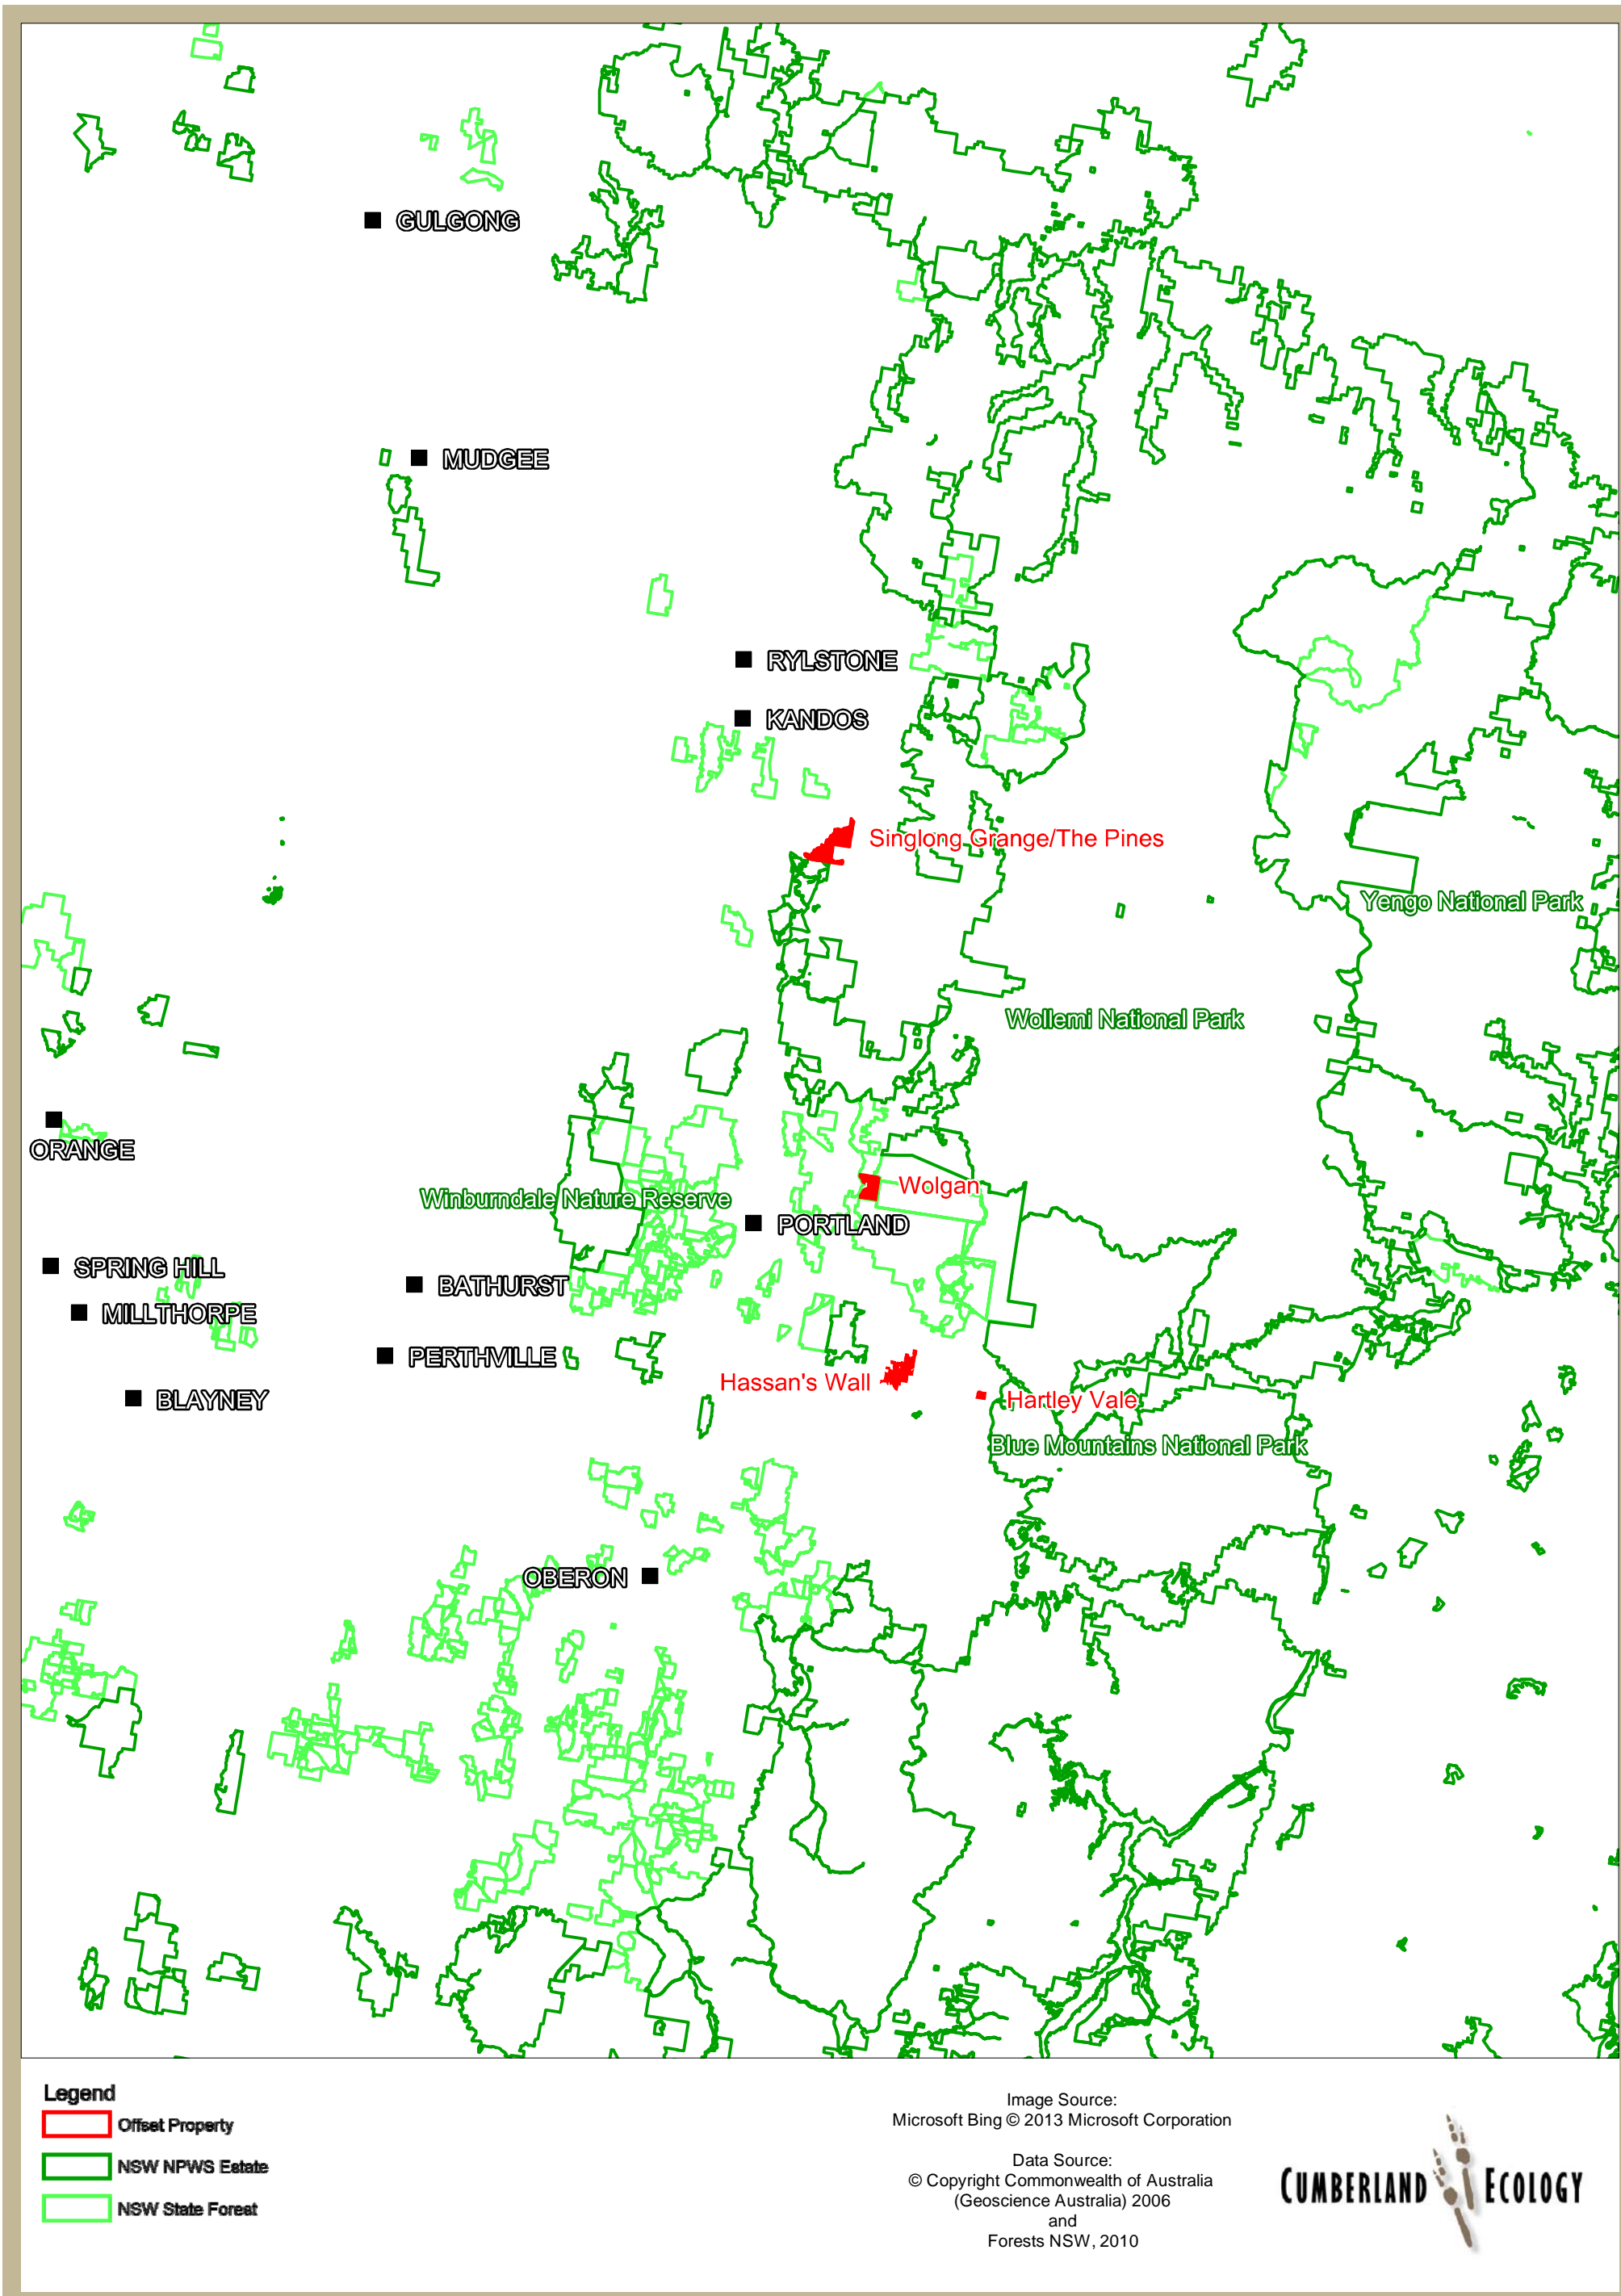 GULGONG
MUDGEE
RYLSTONE
KANDOS
Singlong Grange/The Pines
Yengo National Park
Wollemi National Park
ORANGE
Wolgan
Winburndale Nature Reserve
PORTLAND
SPRING HILL
BATHURST
MILLTHORPE
PERTHVILLE
Hassan's Wall
BLAYNEY
Hartley Vale
Blue Mountains National Park
OBERON
Legend
Offset Property
NSW NPWS Estate
NSW State Forest
Image Source:
Microsoft Bing © 2013 Microsoft Corporation
Data Source:
© Copyright Commonwealth of Australia
(Geoscience Australia) 2006
and
Forests NSW, 2010
CUMBERLAND ECOLOGY